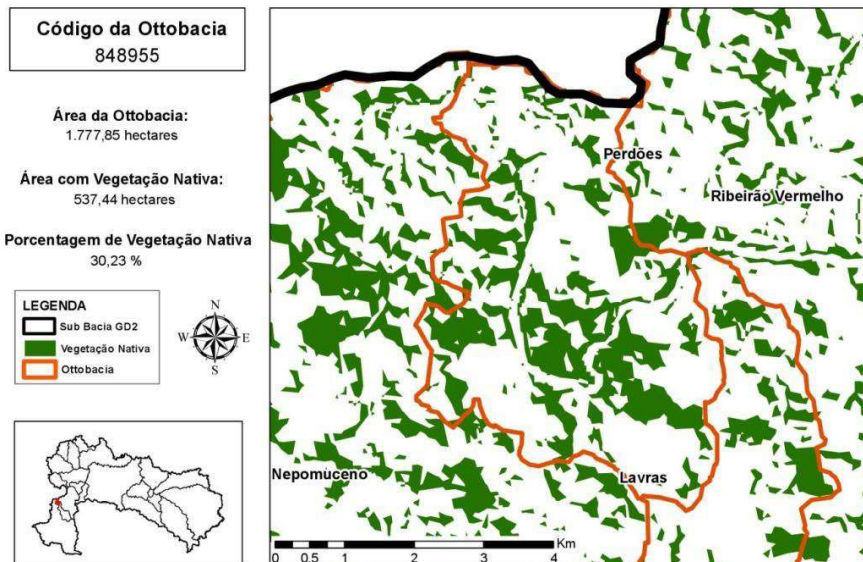 Código da Ottobacia
848955
Área da Ottobacia:
1.777,85 hectares
Área com Vegetação Nativa:
537,44 hectares
Porcentagem de Vegetação Nativa
30,23 %
LEGENDA
Sub Bacia GD2
Vegetação Nativa
Ottobacia
N
W E
S
Perdões
Ribeirão Vermelho
Nepomuceno
Lavras
Km
0 0.5 1 2 3 4